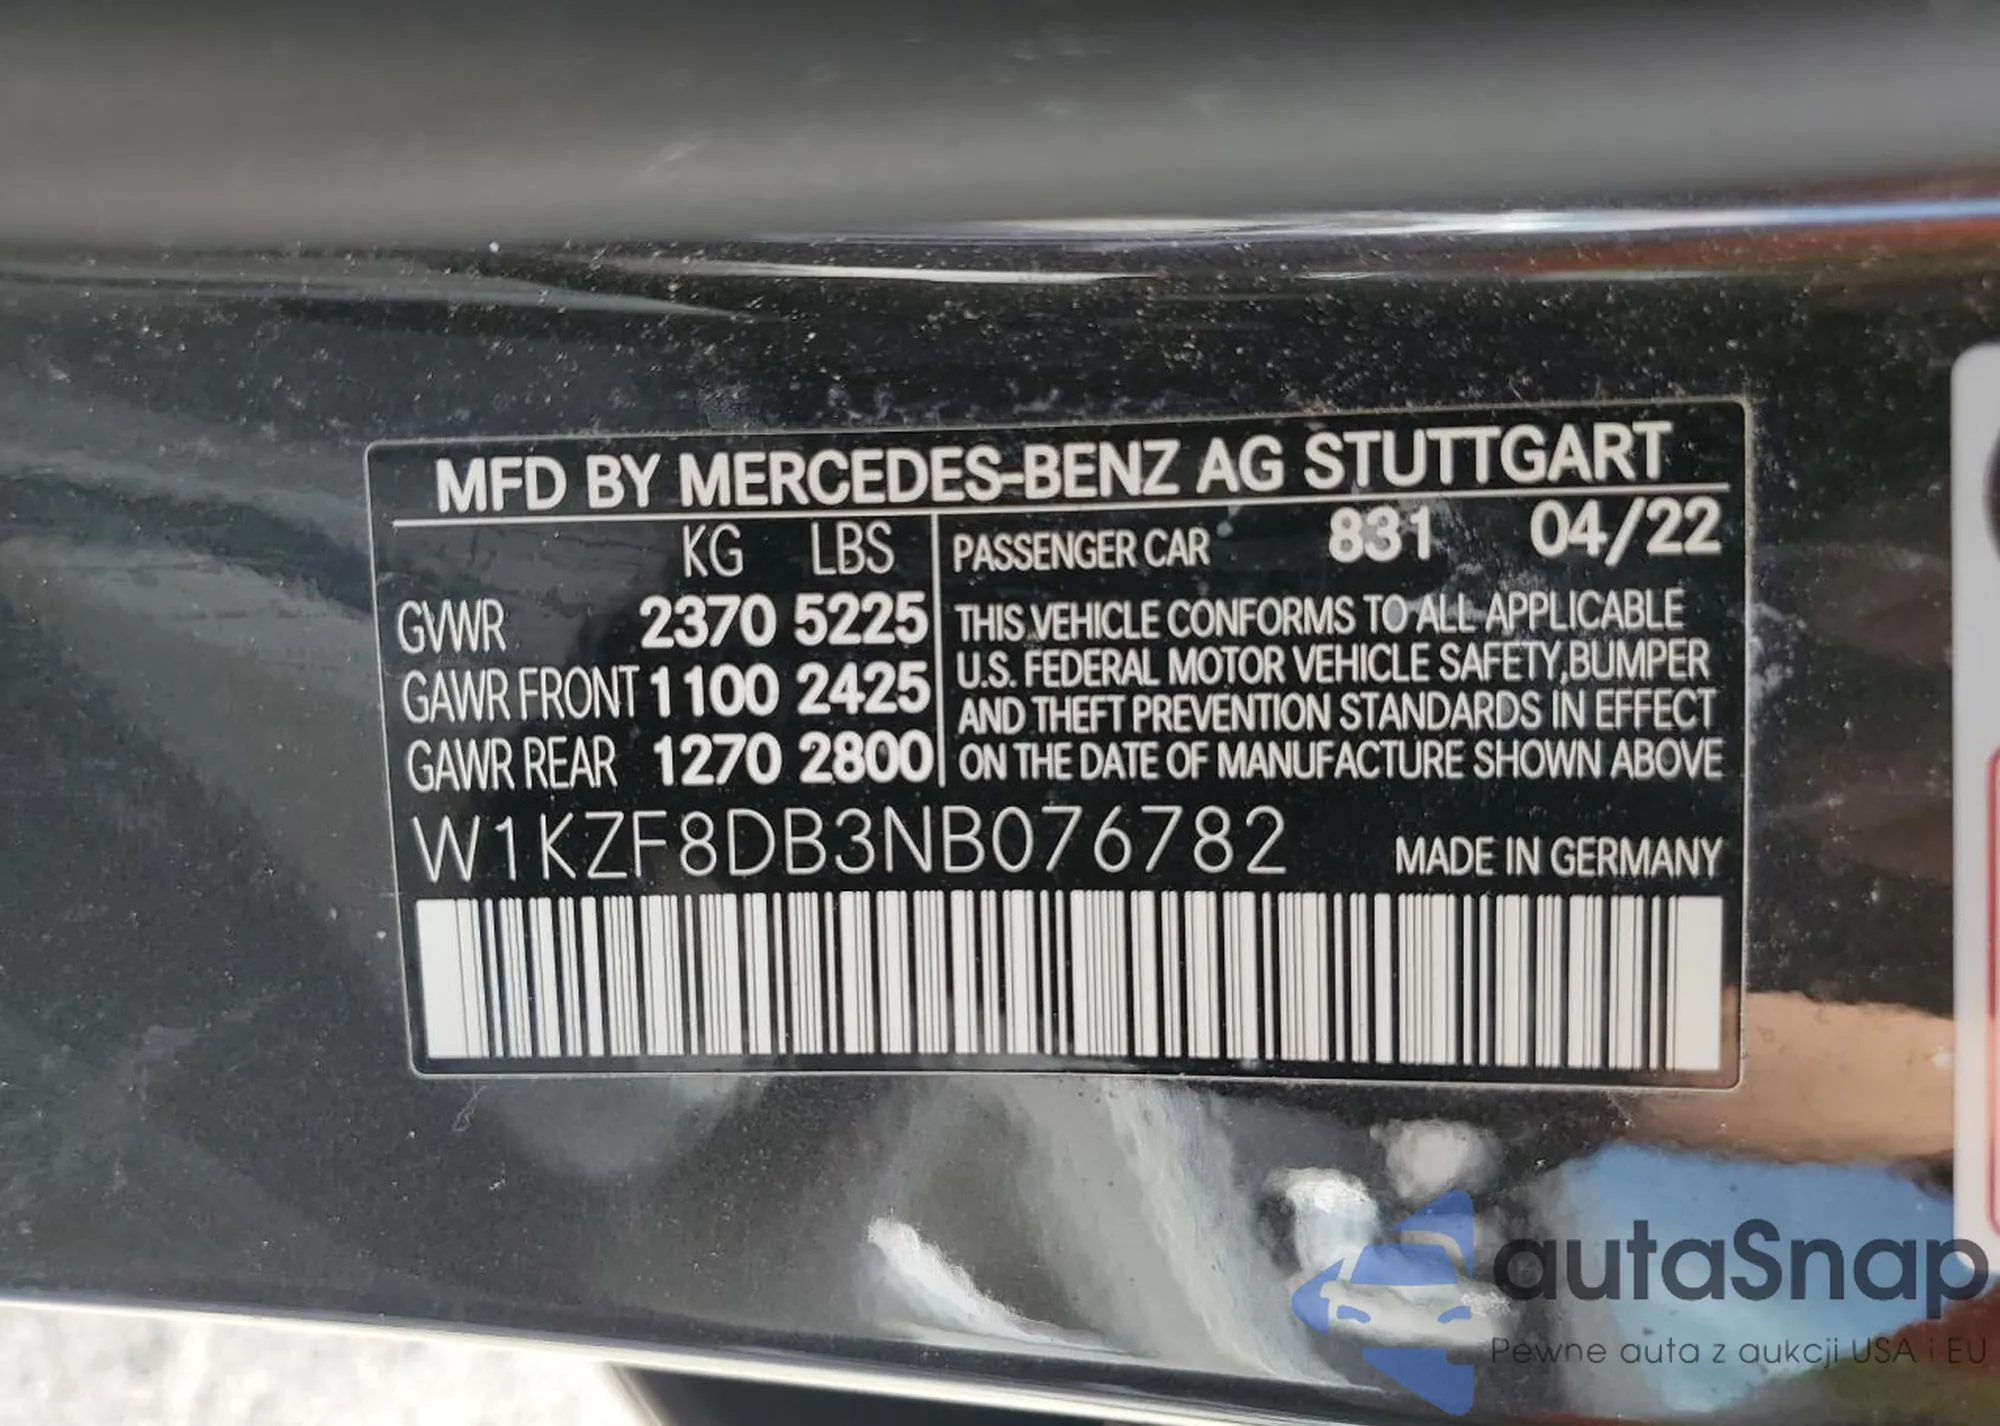 MFD BY MERCEDES-BENZ AG STUTTGART
KG LBS
GVWR 2370 5225
GAWR FRONT 1100 2425
GAWR REAR 1270 2800
PASSENGER CAR 831 04/22
THIS VEHICLE CONFORMS TO ALL APPLICABLE
U.S. FEDERAL MOTOR VEHICLE SAFETY,BUMPER
AND THEFT PREVENTION STANDARDS IN EFFECT
ON THE DATE OF MANUFACTURE SHOWN ABOVE
W1KZF8DB3NB076782 MADE IN GERMANY
autaSnap
Pewne auta z aukcji USA i EU